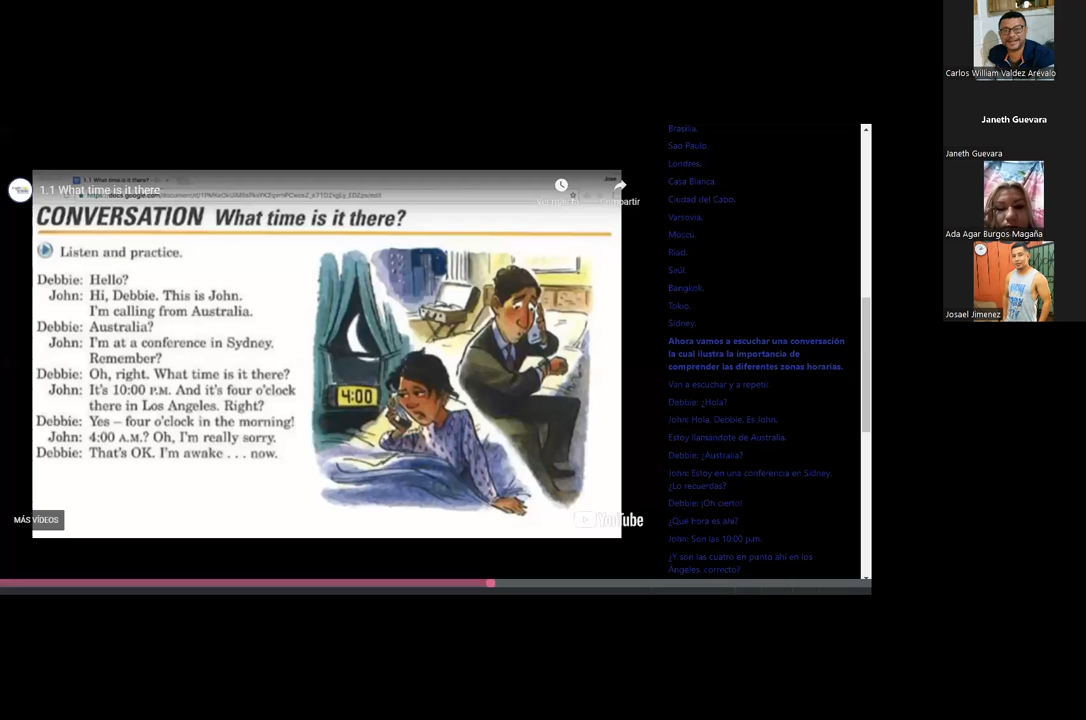 1.1 What time is it there
Compartir
CONVERSATION What time is it there?
Listen and practice.
Debbie: Hello?
John: Hi, Debbie. This is John.
I'm calling from Australia.
Debbie: Australia?
John: I'm at a conference in Sydney.
Remember?
Debbie: Oh, right. What time is it there?
John: It's 10:00 P.M. And it's four o'clock
there in Los Angeles. Right?
Debbie: Yes – four o'clock in the morning!
John: 4:00 A.M.? Oh, I'm really sorry.
Debbie: That's OK. I'm awake . . . now.
4:00
MÁS VÍDEOS
YouTube
Brasilia.
Sao Paulo.
Londres.
Casa Blanca.
Ciudad del Cabo.
Varsovia.
Moscú.
Riad.
Seúl.
Bangkok.
Tokio.
Sídney.
Ahora vamos a escuchar una conversación
la cual ilustra la importancia de
comprender las diferentes zonas horarias.
Van a escuchar y a repetir.
Debbie: ¿Hola?
John: Hola, Debbie. Es John.
Estoy llamándote de Australia.
Debbie: ¿Australia?
John: Estoy en una conferencia en Sídney.
¿Lo recuerdas?
Debbie: ¡Oh cierto!
¿Qué hora es ahí?
John: Son las 10:00 p.m.
¿Y son las cuatro en punto ahí en los
Ángeles, correcto?
Carlos William Valdez Arévalo
Janeth Guevara
Janeth Guevara
Ada Agar Burgos Magaña
Josael Jimenez